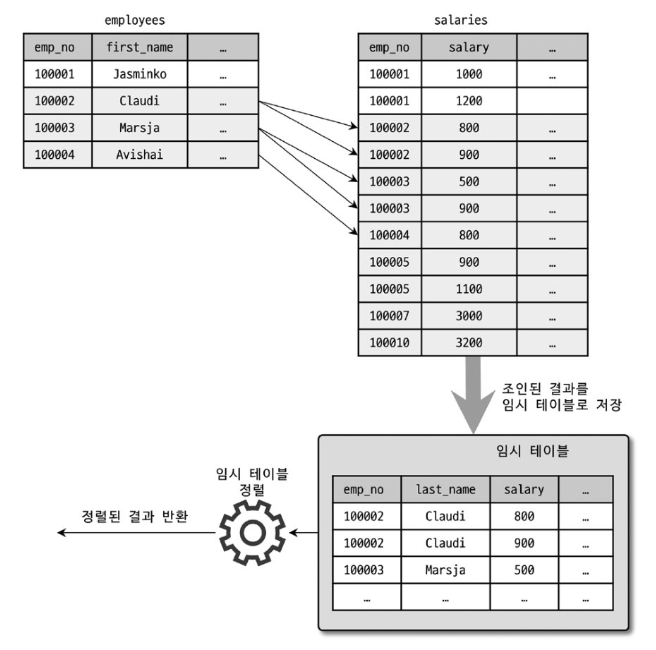 employees
emp_no first_name …
100001 Jasminko …
100002 Claudi …
100003 Marsja …
100004 Avishai …
salaries
emp_no salary …
100001 1000 …
100001 1200
100002 800 …
100002 900 …
100003 500 …
100003 900 …
100004 800 …
100005 900 …
100005 1100 …
100007 3000 …
100010 3200 …
조인된 결과를
임시 테이블로 저장
임시 테이블
emp_no last_name salary …
100002 Claudi 800 …
100002 Claudi 900 …
100003 Marsja 500 …
… … … …
임시 테이블
정렬
정렬된 결과 반환